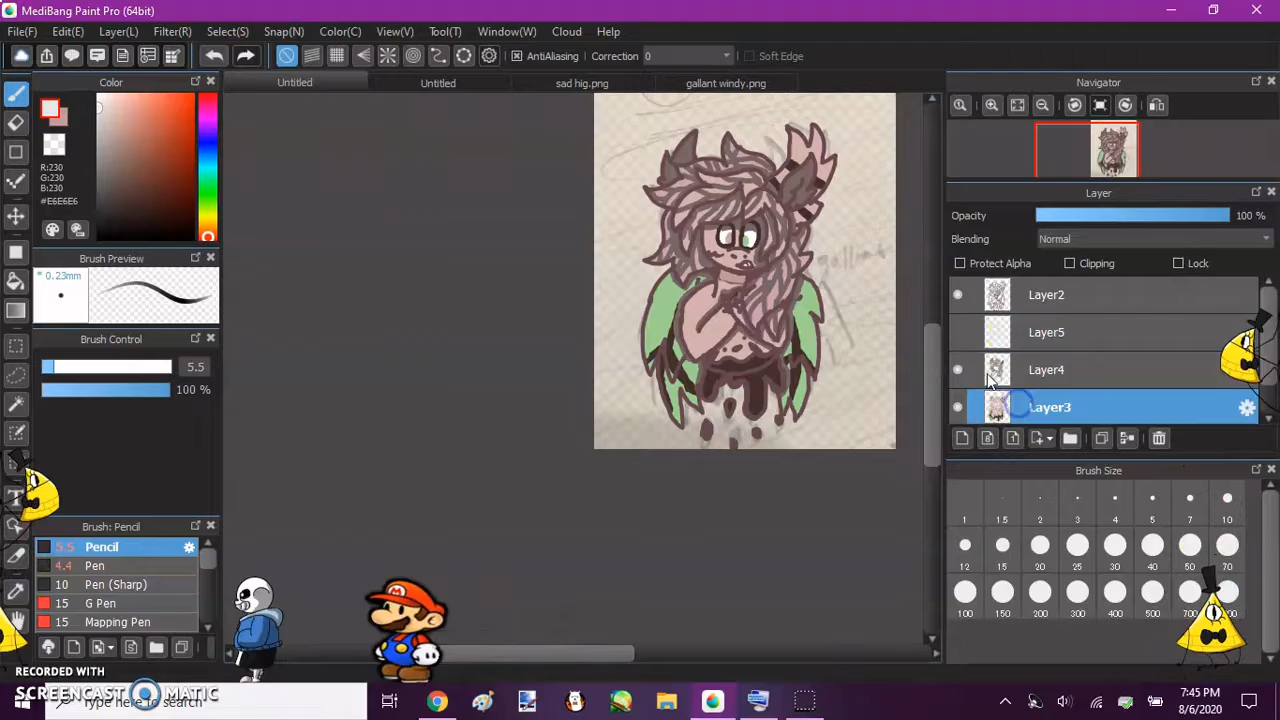 MediBang Paint Pro (64bit)
File(F) Edit(E) Layer(L) Filter(R) Select(S) Snap(N) Color(C) View(V) Tool(T) Window(W) Cloud Help
AntiAliasing Correction 0 Soft Edge
Color
Untitled Untitled sad hig.png gallant windy.png
Navigator
R:230
G:230
B:230
#E6E6E6
Layer
Opacity 100 %
Blending Normal
Protect Alpha Clipping Lock
Brush Preview
* 0.23mm
Layer2
Layer5
Layer4
Layer3
Brush Control
5.5
100 %
Brush Size
1 1.5 2 3 4 5 7 10
12 15 20 25 30 40 50 70
100 150 200 300 400 500 700
Brush: Pencil
5.5 Pencil
4.4 Pen
10 Pen (Sharp)
15 G Pen
15 Mapping Pen
RECORDED WITH
SCREENCAST MATIC
Type here to search
7:45 PM
8/6/2020